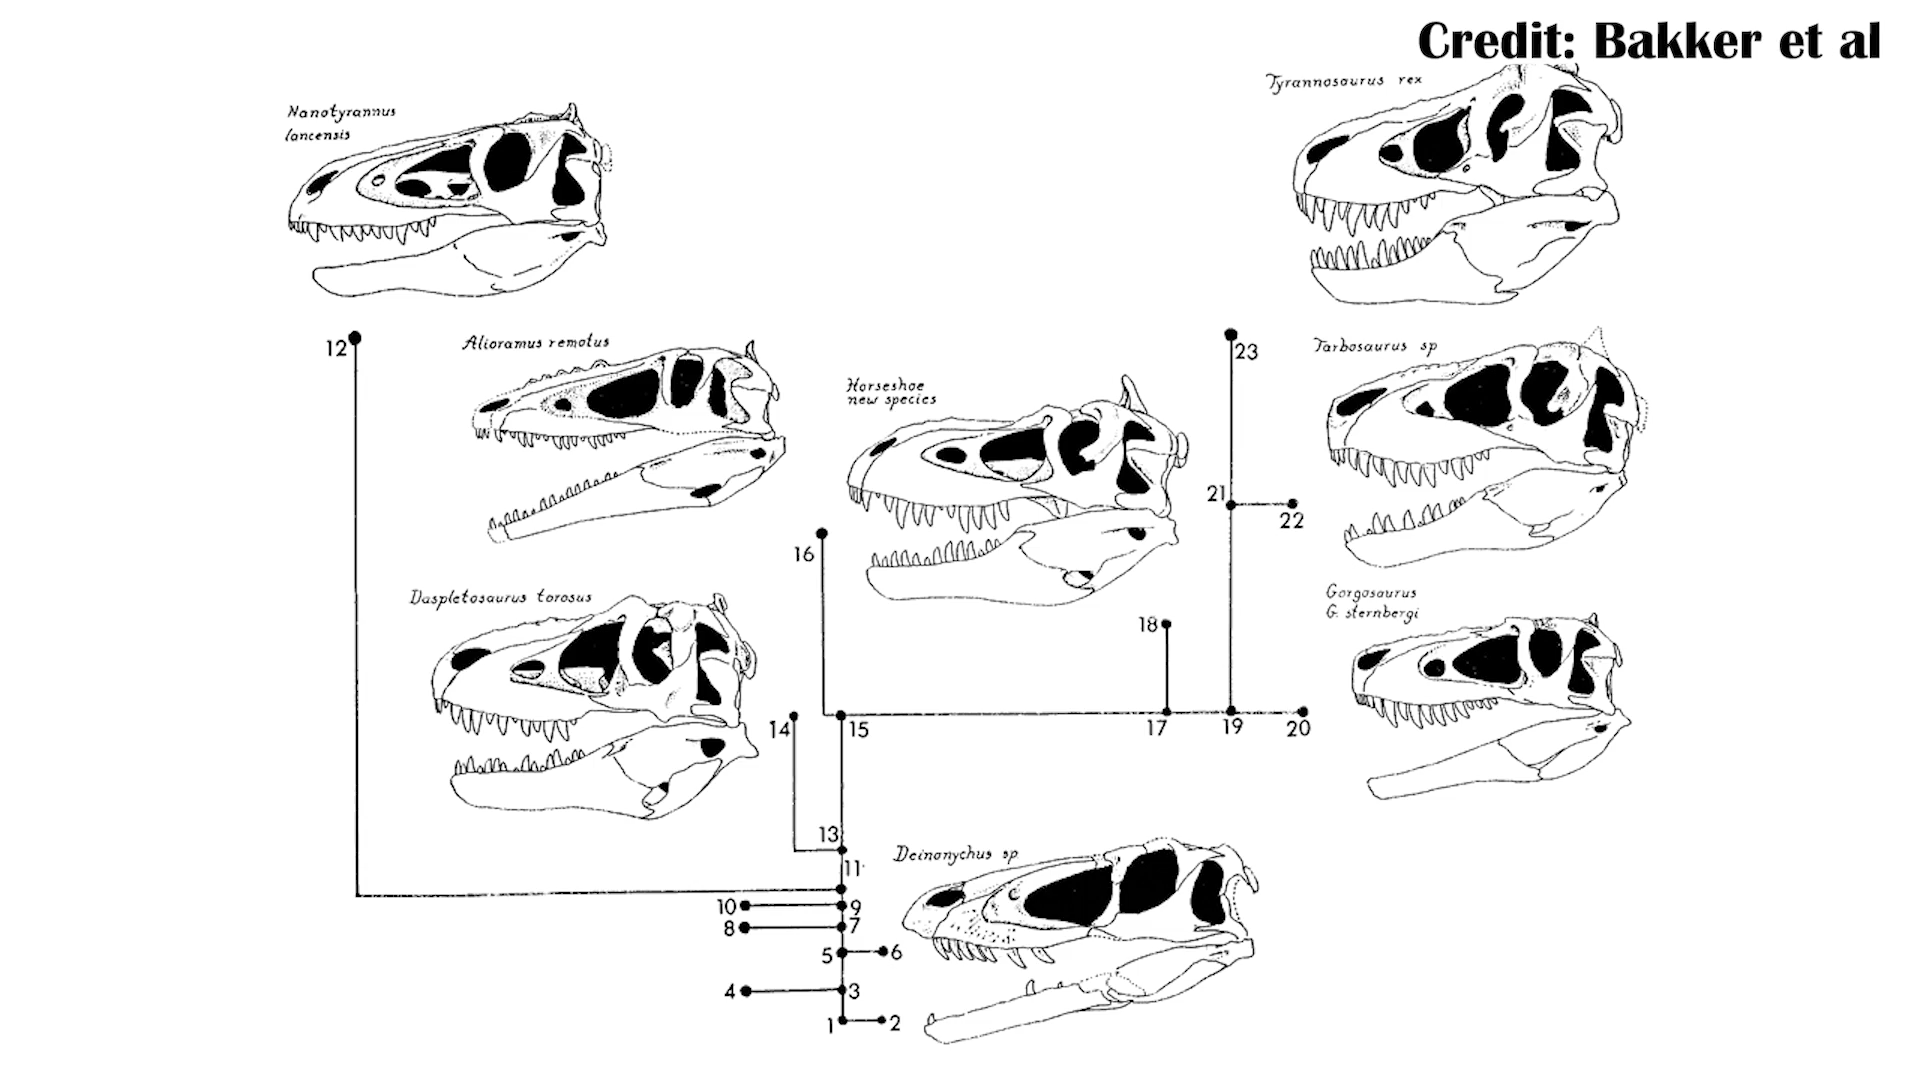 Credit: Bakker et al
Tyrannosaurus rex
Nanotyrannus
lancensis
12
Alioramus remotus
23
Tarbosaurus sp
Horseshoe
new species
21
22
16
Daspletosaurus torosus
Gorgosaurus
G. sternbergi
18
14
15
17
19
20
13
11
Deinonychus sp
10
9
8
7
5
6
4
3
1
2